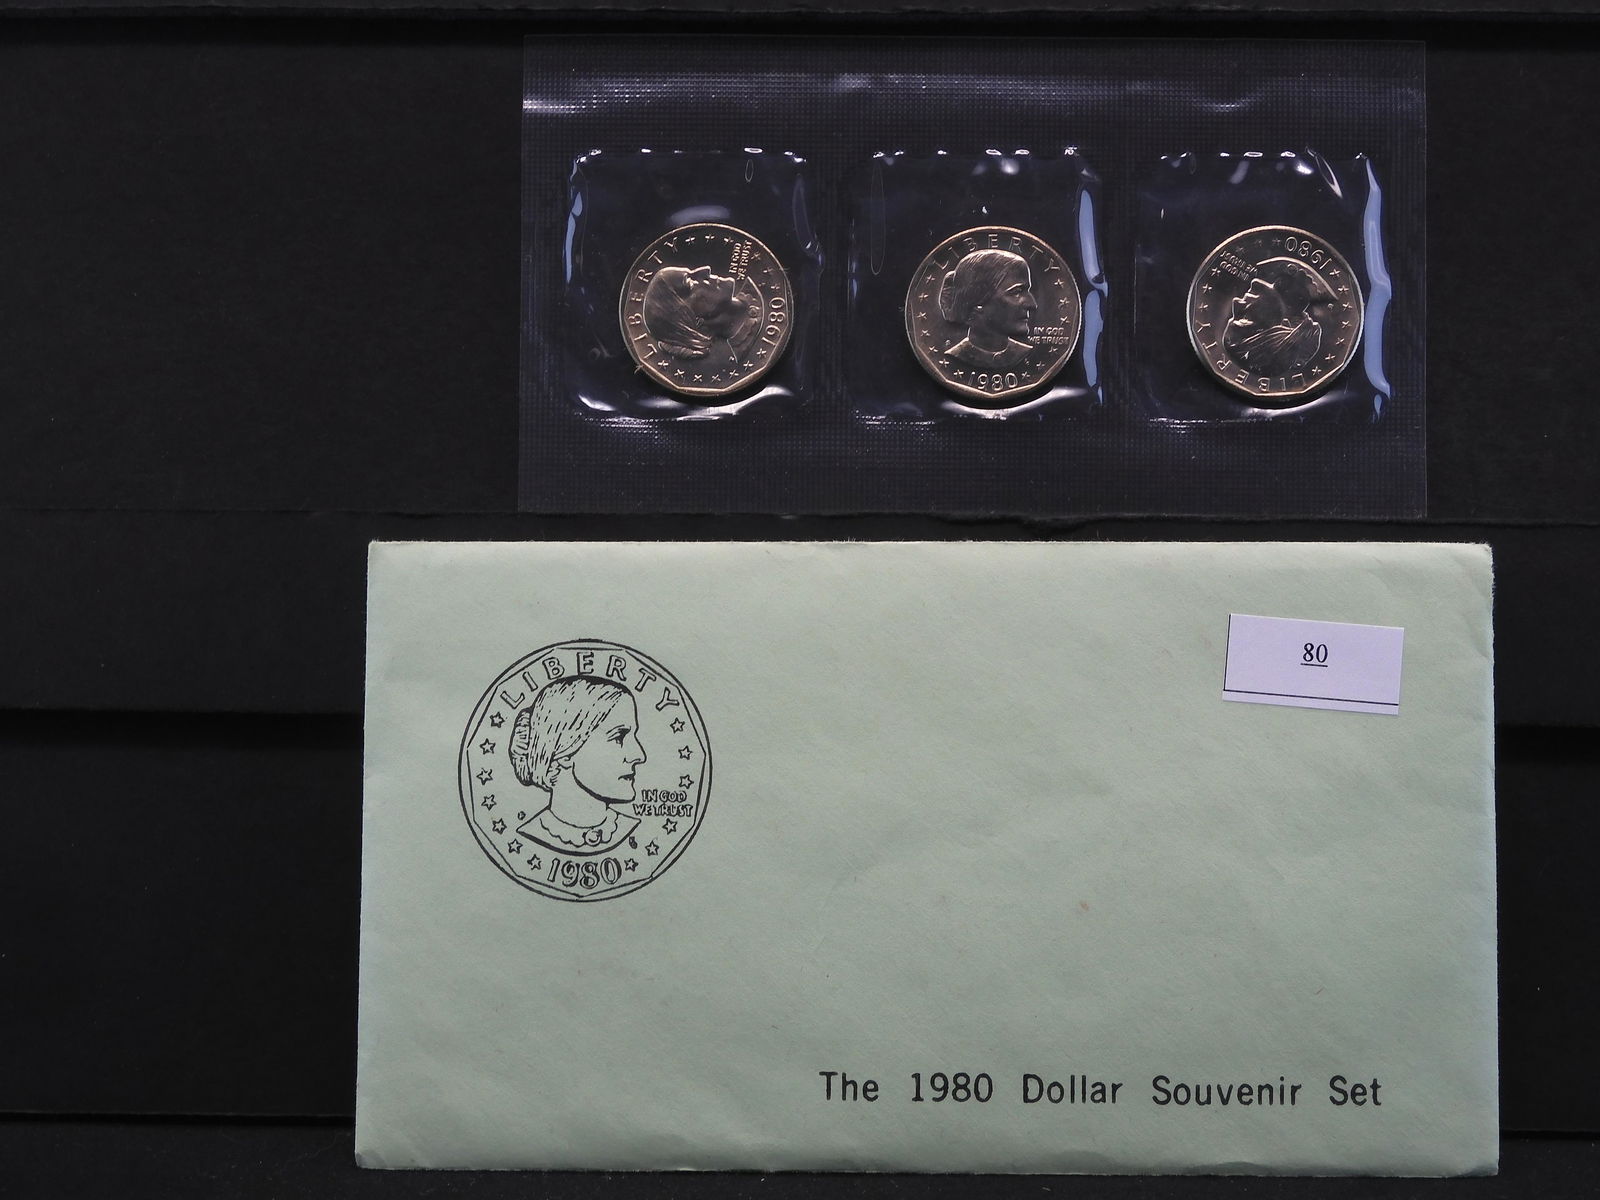 LIBERTY
IN GOD
WE TRUST
1980
LIBERTY
IN GOD
WE TRUST
1980
1980
IN GOD
WE TRUST
LIBERTY
80
LIBERTY
IN GOD
WE TRUST
1980
The 1980 Dollar Souvenir Set